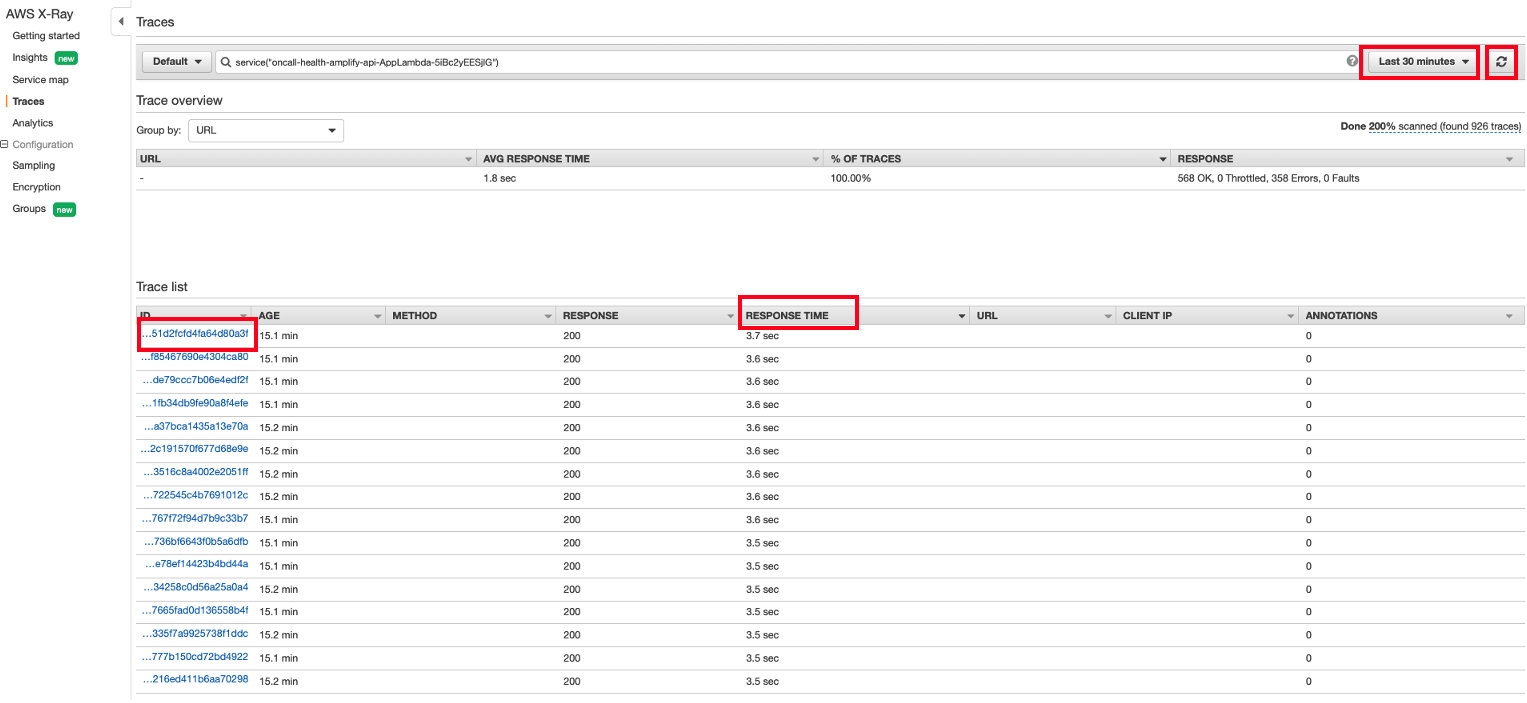 AWS X-Ray
Getting started
Insights new
Service map
Traces
Analytics
Configuration
Sampling
Encryption
Groups new
Traces
Default
service("oncall-health-amplify-api-AppLambda-5iBc2yEESjlG")
?
Last 30 minutes
Trace overview
Group by: URL
Done 200% scanned (found 926 traces)
URL AVG RESPONSE TIME % OF TRACES RESPONSE
- 1.8 sec 100.00% 568 OK, 0 Throttled, 358 Errors, 0 Faults
Trace list
ID AGE METHOD RESPONSE RESPONSE TIME URL CLIENT IP ANNOTATIONS
...51d2fcfd4fa64d80a3f 15.1 min 200 3.7 sec 0
...f85467690e4304ca80 15.1 min 200 3.6 sec 0
...de79ccc7b06e4edf2f 15.1 min 200 3.6 sec 0
...1fb34db9fe90a8f4efe 15.1 min 200 3.6 sec 0
...a37bca1435a13e70a 15.2 min 200 3.6 sec 0
...2c191570f677d68e9e 15.2 min 200 3.6 sec 0
...3516c8a4002e2051ff 15.2 min 200 3.6 sec 0
...722545c4b7691012c 15.2 min 200 3.6 sec 0
...767f72f94d7b9c33b7 15.1 min 200 3.6 sec 0
...736bf6643f0b5a6dfb 15.1 min 200 3.5 sec 0
...e78ef14423b4bd44a 15.1 min 200 3.5 sec 0
...34258c0d56a25a0a4 15.2 min 200 3.5 sec 0
...7665fad0d136558b4f 15.1 min 200 3.5 sec 0
...335f7a9925738f1ddc 15.2 min 200 3.5 sec 0
...777b150cd72bd4922 15.1 min 200 3.5 sec 0
...216ed411b6aa70298 15.2 min 200 3.5 sec 0